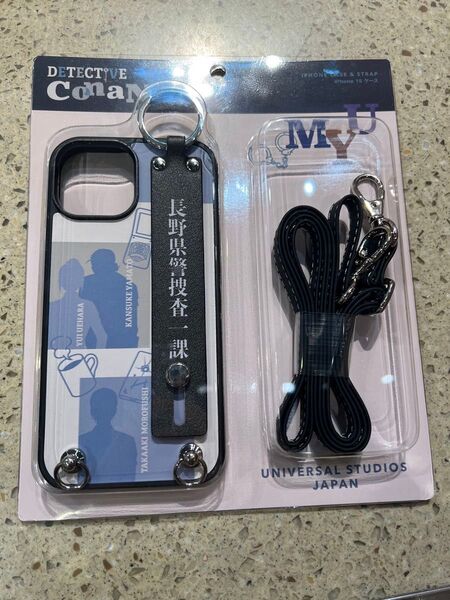 DETECTIVE
CONAN
IPHONE CASE & STRAP
iPhone 15 ケース
MYU
長野県警捜査一課
KANSUKE YAMATO
YUI UEHARA
TAKAAKI MOROFUSHI
UNIVERSAL STUDIOS
JAPAN